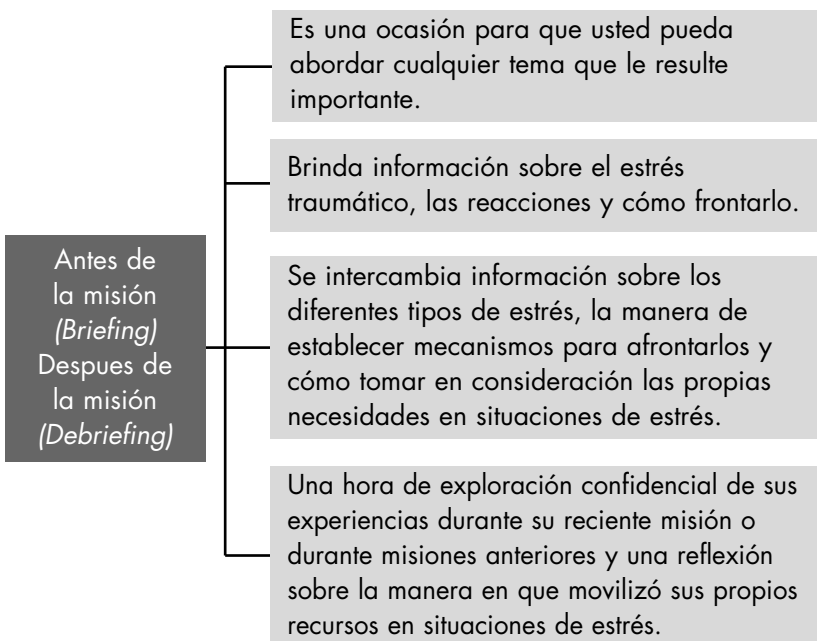 Es una ocasión para que usted pueda
abordar cualquier tema que le resulte
importante.
Brinda información sobre el estrés
traumático, las reacciones y cómo frontarlo.
Antes de
la misión
(Briefing)
Despues de
la misión
(Debriefing)
Se intercambia información sobre los
diferentes tipos de estrés, la manera de
establecer mecanismos para afrontarlos y
cómo tomar en consideración las propias
necesidades en situaciones de estrés.
Una hora de exploración confidencial de sus
experiencias durante su reciente misión o
durante misiones anteriores y una reflexión
sobre la manera en que movilizó sus propios
recursos en situaciones de estrés.